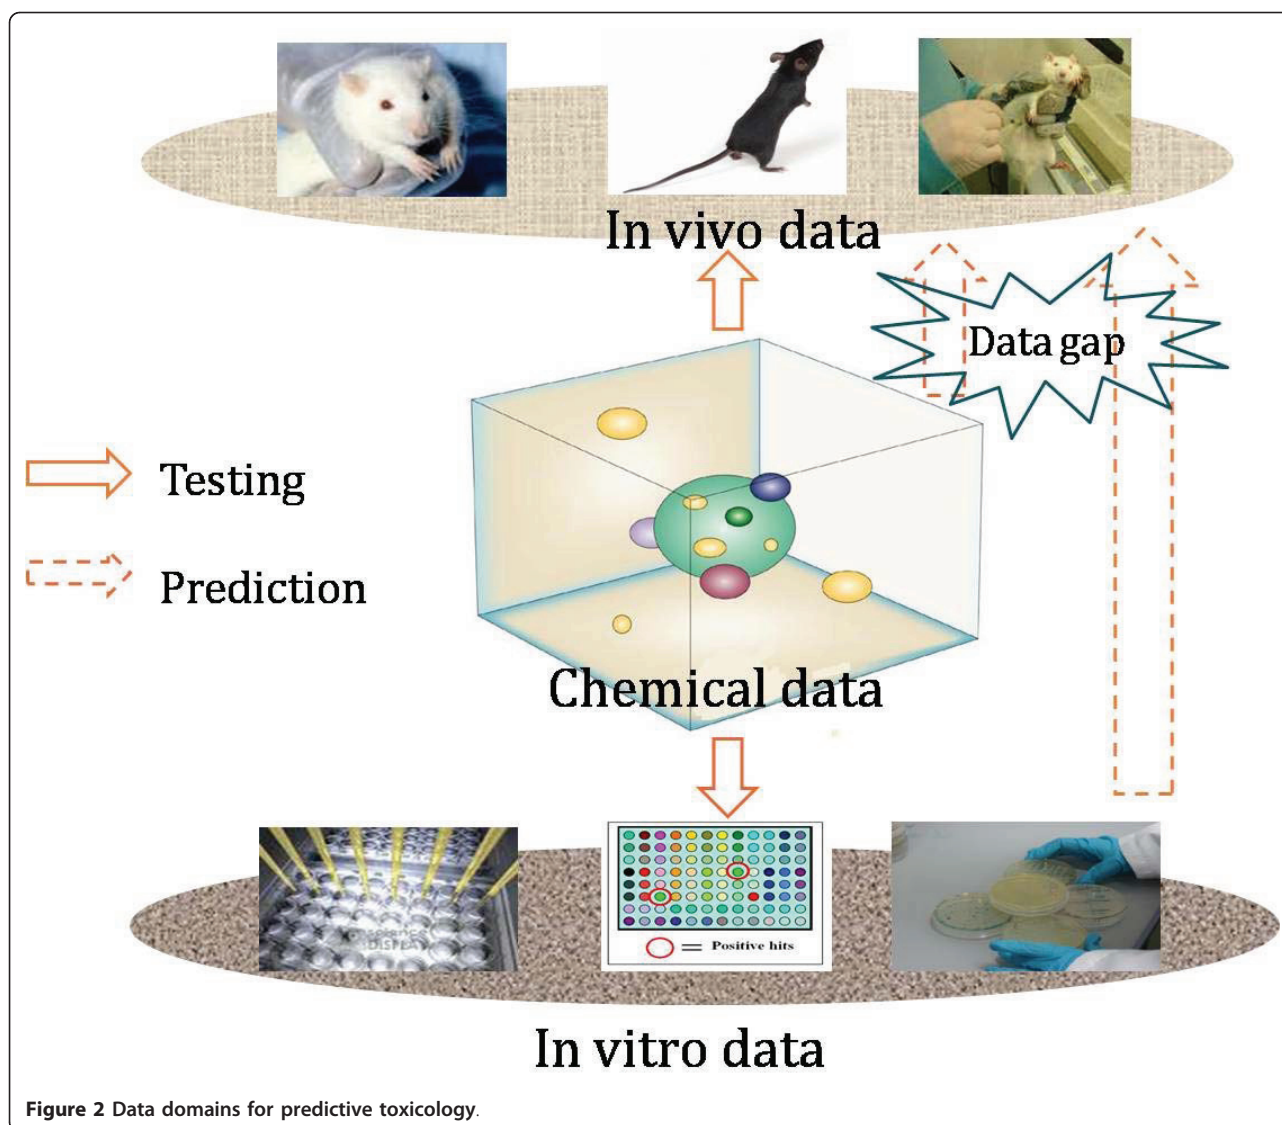 In vivo data
Data gap
Testing
Prediction
Chemical data
= Positive hits
In vitro data
Figure 2 Data domains for predictive toxicology.